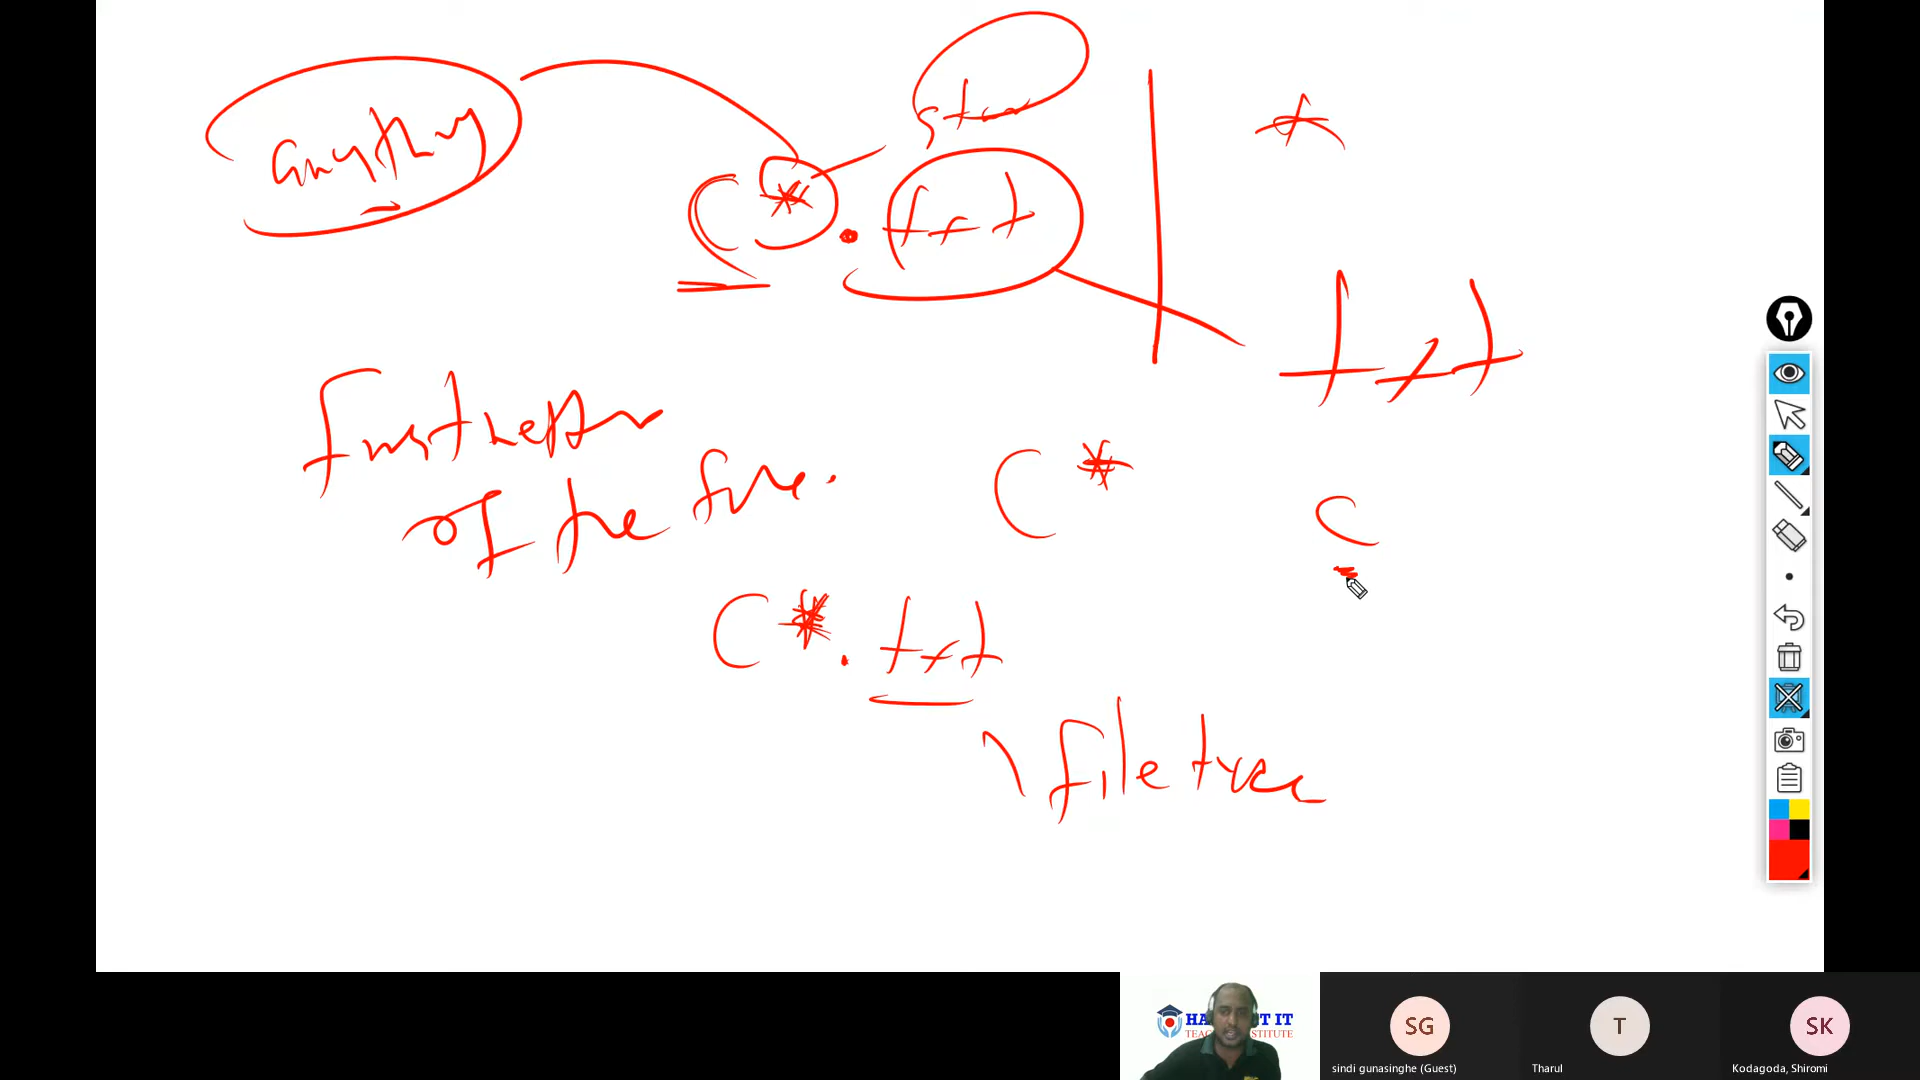 star
*
anything
C*.txt
txt
First letter
of the file.
C*
C
C*.txt
File type
IT
SG
T
SK
sindi gunasinghe (Guest)
Tharul
Kodagoda, Shiromi